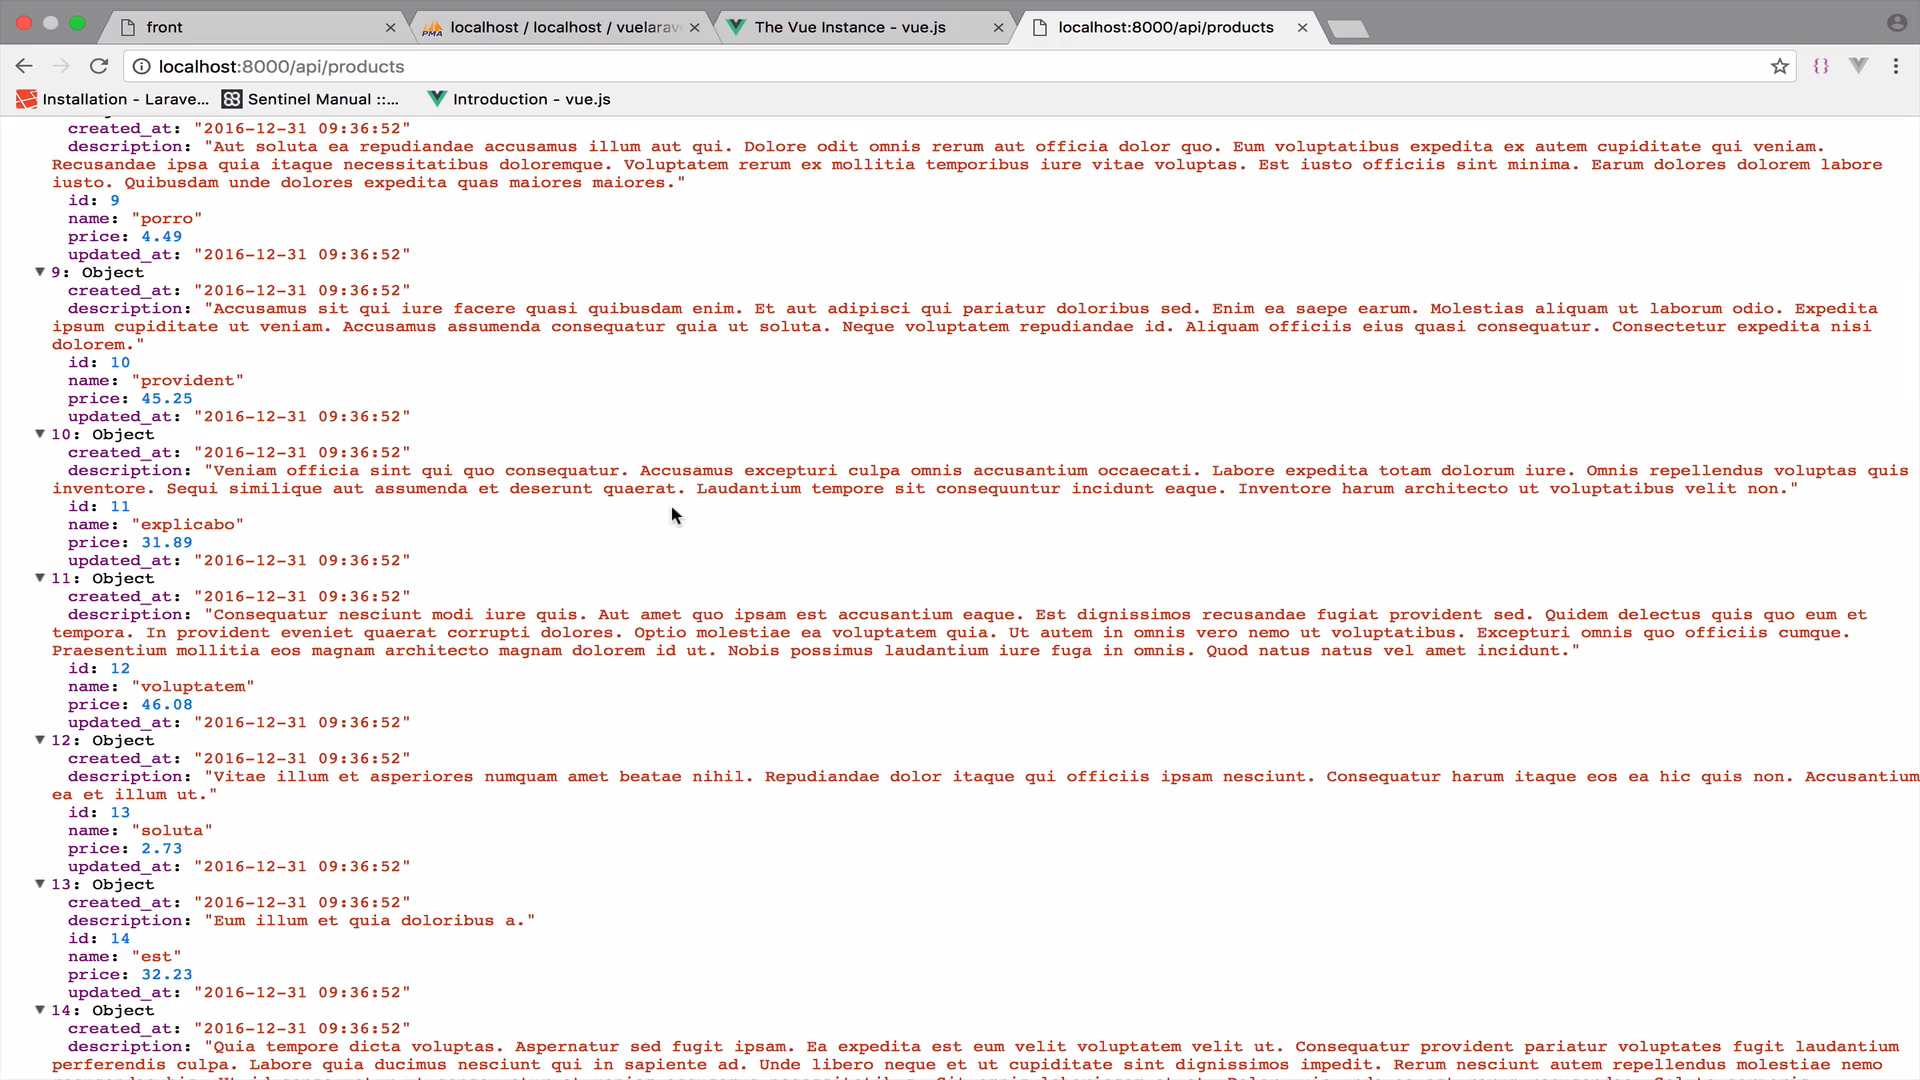 front
localhost / localhost / vuelarav
The Vue Instance - vue.js
localhost:8000/api/products
localhost:8000/api/products
Installation - Larave...
Sentinel Manual ::...
Introduction - vue.js
created_at: "2016-12-31 09:36:52"
description: "Aut soluta ea repudiandae accusamus illum aut qui. Dolore odit omnis rerum aut officia dolor quo. Eum voluptatibus expedita ex autem cupiditate qui veniam.
Recusandae ipsa quia itaque necessitatibus doloremque. Voluptatem rerum ex mollitia temporibus iure vitae voluptas. Est iusto officiis sint minima. Earum dolores dolorem labore
iusto. Quibusdam unde dolores expedita quas maiores maiores."
id: 9
name: "porro"
price: 4.49
updated_at: "2016-12-31 09:36:52"
9: Object
created_at: "2016-12-31 09:36:52"
description: "Accusamus sit qui iure facere quasi quibusdam enim. Et aut adipisci qui pariatur doloribus sed. Enim ea saepe earum. Molestias aliquam ut laborum odio. Expedita
ipsum cupiditate ut veniam. Accusamus assumenda consequatur quia ut soluta. Neque voluptatem repudiandae id. Aliquam officiis eius quasi consequatur. Consectetur expedita nisi
dolorem."
id: 10
name: "provident"
price: 45.25
updated_at: "2016-12-31 09:36:52"
10: Object
created_at: "2016-12-31 09:36:52"
description: "Veniam officia sint qui quo consequatur. Accusamus excepturi culpa omnis accusantium occaecati. Labore expedita totam dolorum iure. Omnis repellendus voluptas quis
inventore. Sequi similique aut assumenda et deserunt quaerat. Laudantium tempore sit consequuntur incidunt eaque. Inventore harum architecto ut voluptatibus velit non."
id: 11
name: "explicabo"
price: 31.89
updated_at: "2016-12-31 09:36:52"
11: Object
created_at: "2016-12-31 09:36:52"
description: "Consequatur nesciunt modi iure quis. Aut amet quo ipsam est accusantium eaque. Est dignissimos recusandae fugiat provident sed. Quidem delectus quis quo eum et
tempora. In provident eveniet quaerat corrupti dolores. Optio molestiae ea voluptatem quia. Ut autem in omnis vero nemo ut voluptatibus. Excepturi omnis quo officiis cumque.
Praesentium mollitia eos magnam architecto magnam dolorem id ut. Nobis possimus laudantium iure fuga in omnis. Quod natus natus vel amet incidunt."
id: 12
name: "voluptatem"
price: 46.08
updated_at: "2016-12-31 09:36:52"
12: Object
created_at: "2016-12-31 09:36:52"
description: "Vitae illum et asperiores numquam amet beatae nihil. Repudiandae dolor itaque qui officiis ipsam nesciunt. Consequatur harum itaque eos ea hic quis non. Accusantium
ea et illum ut."
id: 13
name: "soluta"
price: 2.73
updated_at: "2016-12-31 09:36:52"
13: Object
created_at: "2016-12-31 09:36:52"
description: "Eum illum et quia doloribus a."
id: 14
name: "est"
price: 32.23
updated_at: "2016-12-31 09:36:52"
14: Object
created_at: "2016-12-31 09:36:52"
description: "Quia tempore dicta voluptas. Aspernatur sed fugit ipsam. Ea expedita est eum velit voluptatem velit ut. Consequatur provident pariatur voluptates fugit laudantium
perferendis culpa. Labore quia ducimus nesciunt qui in sapiente ad. Unde libero neque et ut cupiditate sint dignissimos impedit. Rerum nesciunt autem repellendus molestiae nemo